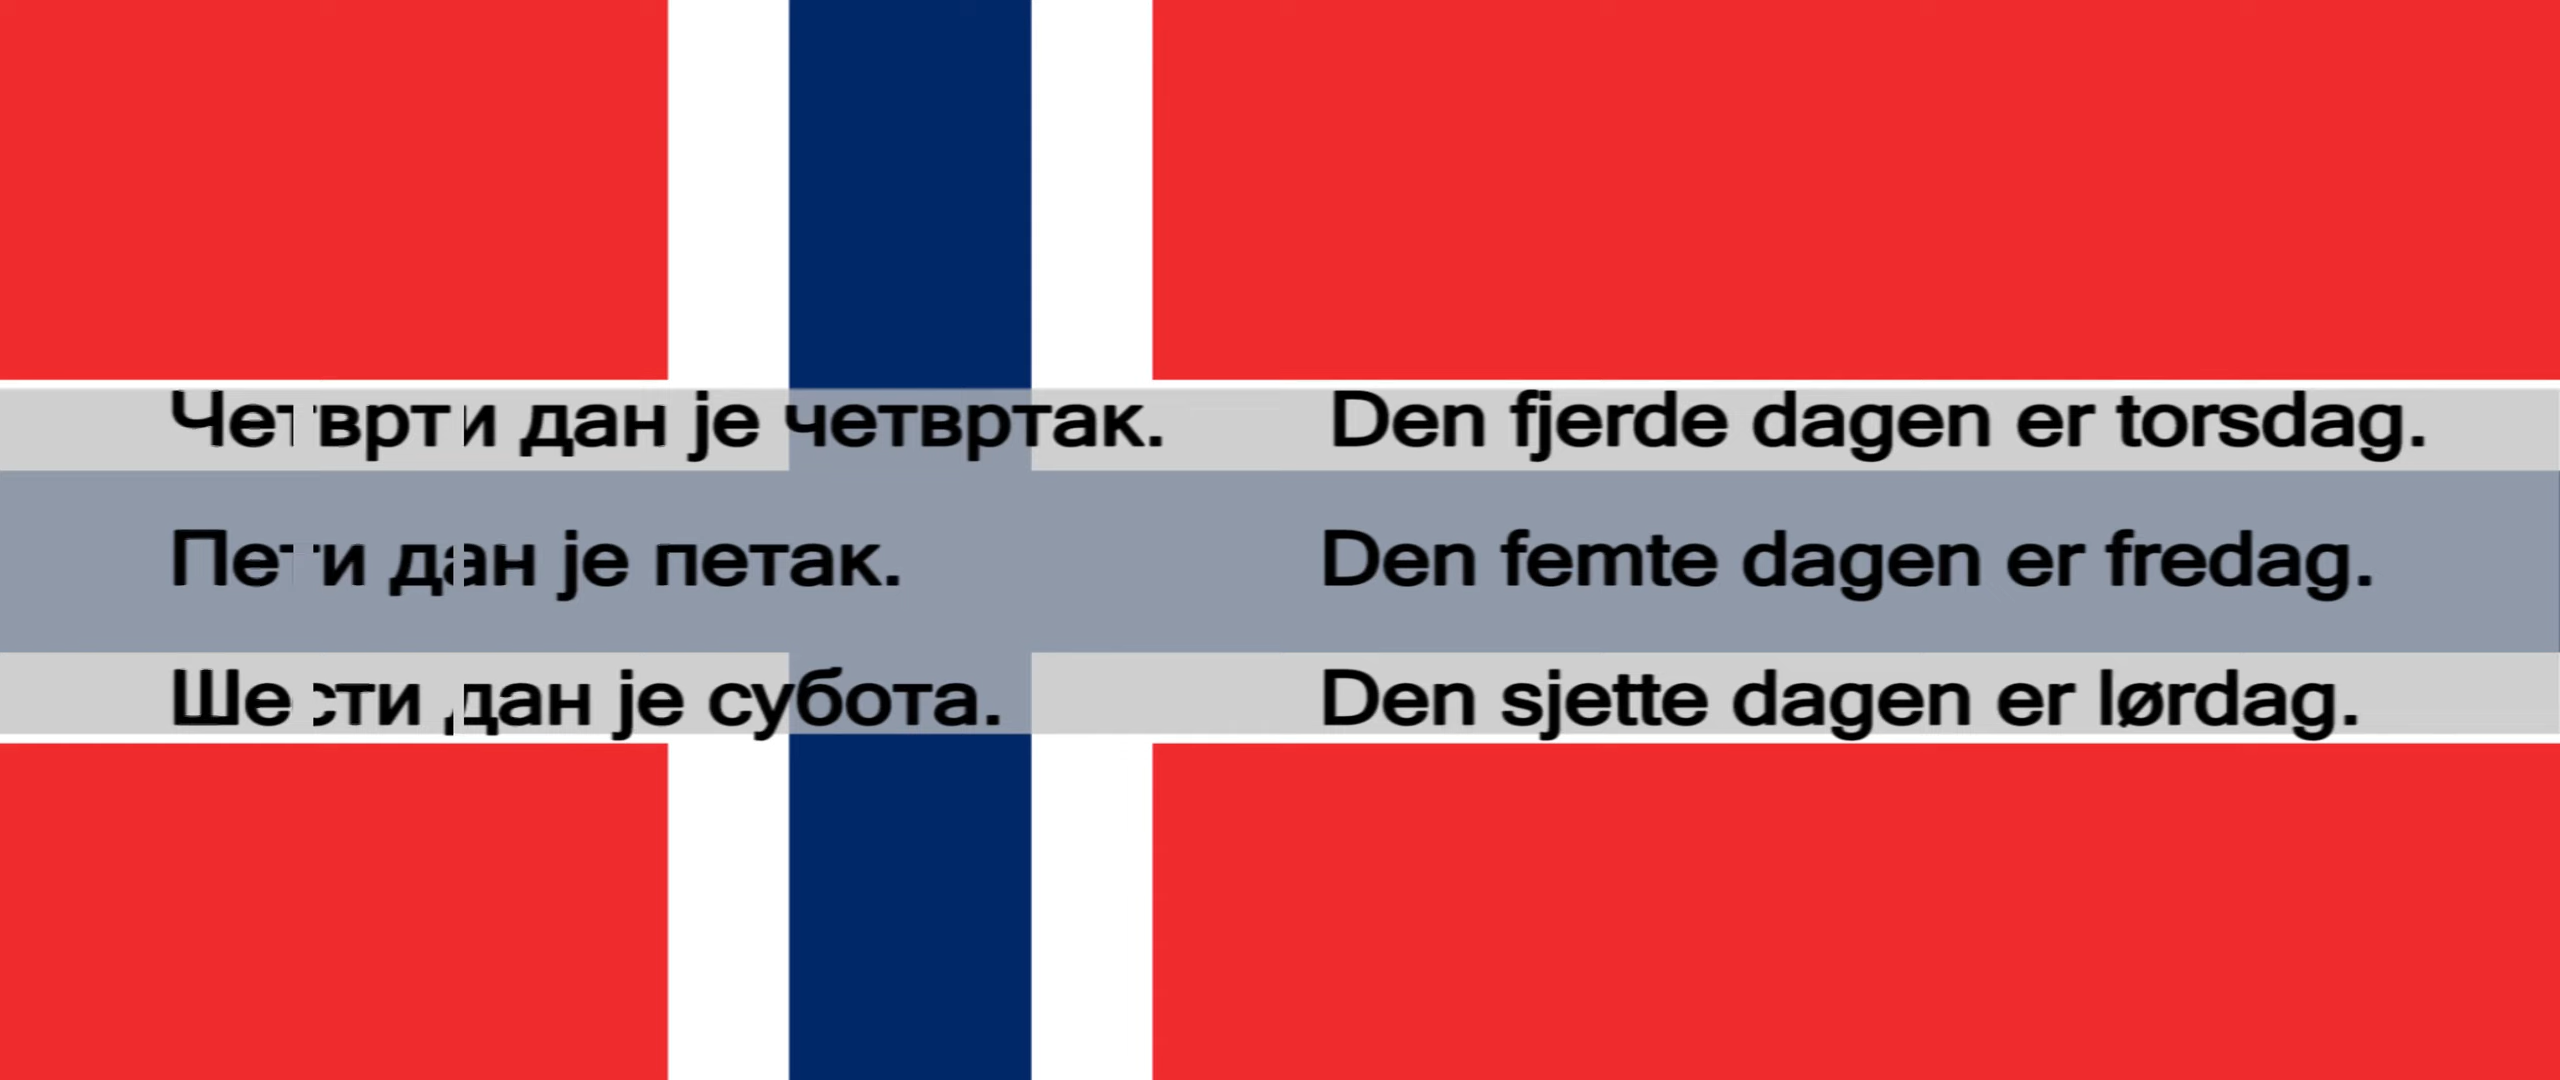 Четврти дан је четвртак. Den fjerde dagen er torsdag.
Пети дан је петак. Den femte dagen er fredag.
Шести дан је субота. Den sjette dagen er lørdag.